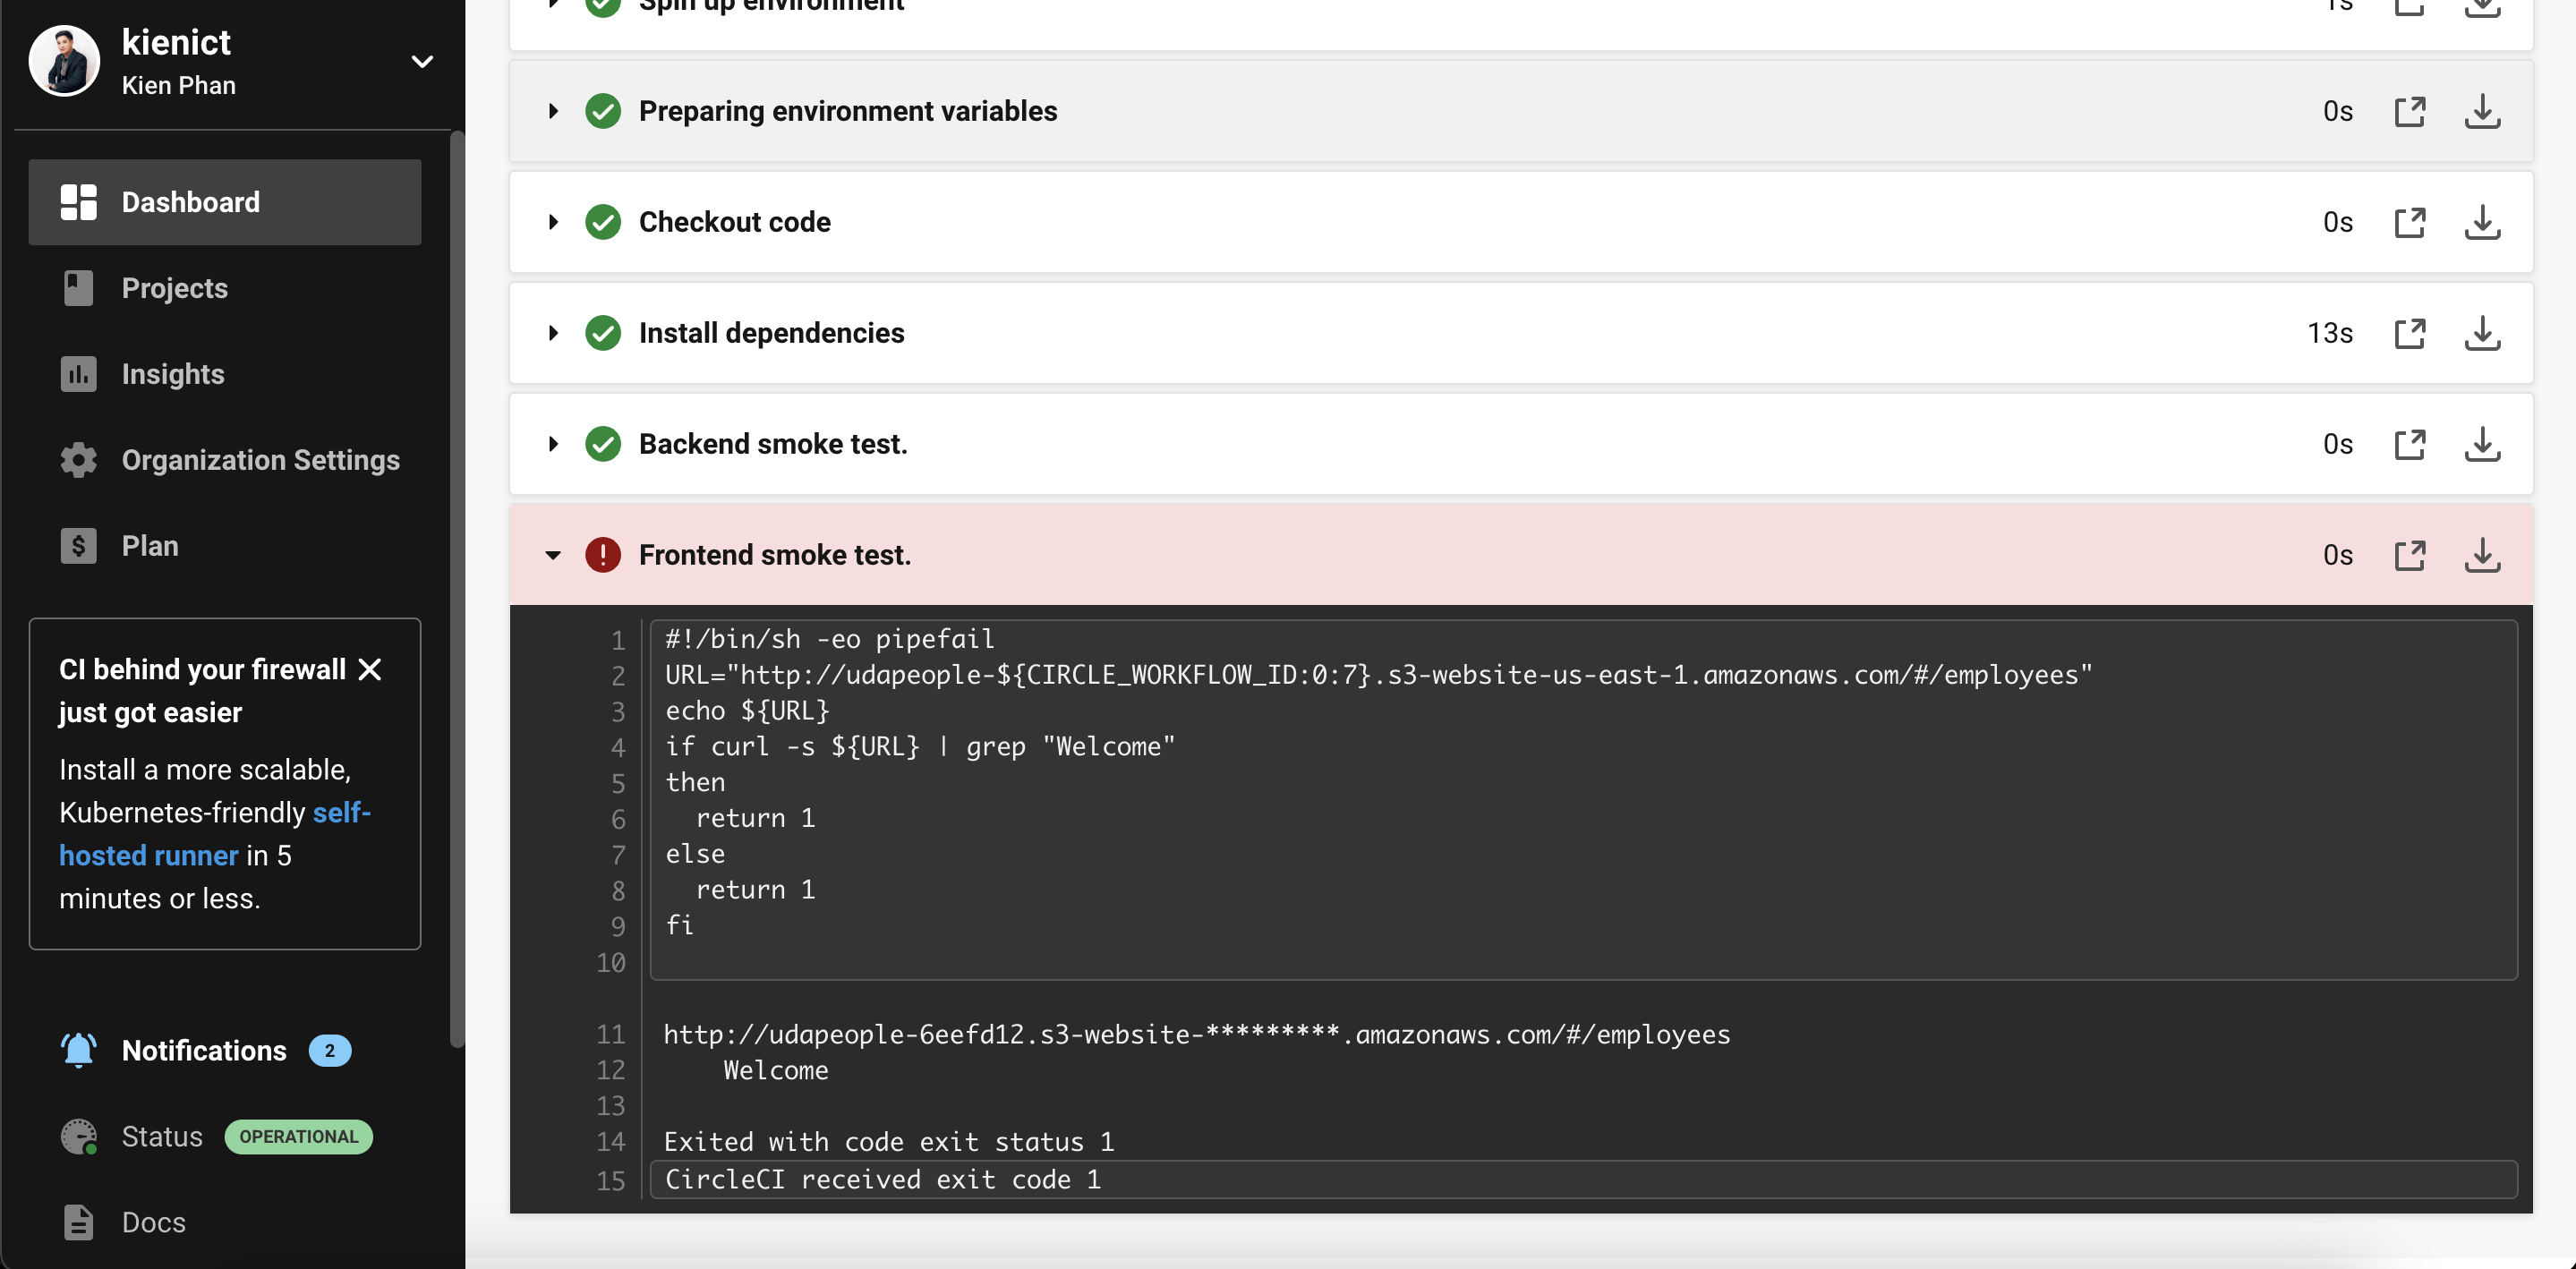 kienict
Kien Phan
Dashboard
Projects
Insights
Organization Settings
Plan
CI behind your firewall
just got easier
Install a more scalable,
Kubernetes-friendly self-
hosted runner in 5
minutes or less.
Notifications 2
Status OPERATIONAL
Docs
Spin up environment 1s
Preparing environment variables 0s
Checkout code 0s
Install dependencies 13s
Backend smoke test. 0s
Frontend smoke test. 0s
1 #!/bin/sh -eo pipefail
2 URL="http://udapeople-${CIRCLE_WORKFLOW_ID:0:7}.s3-website-us-east-1.amazonaws.com/#/employees"
3 echo ${URL}
4 if curl -s ${URL} | grep "Welcome"
5 then
6   return 1
7 else
8   return 1
9 fi
10
11 http://udapeople-6eefd12.s3-website-*********.amazonaws.com/#/employees
12     Welcome
13
14 Exited with code exit status 1
15 CircleCI received exit code 1